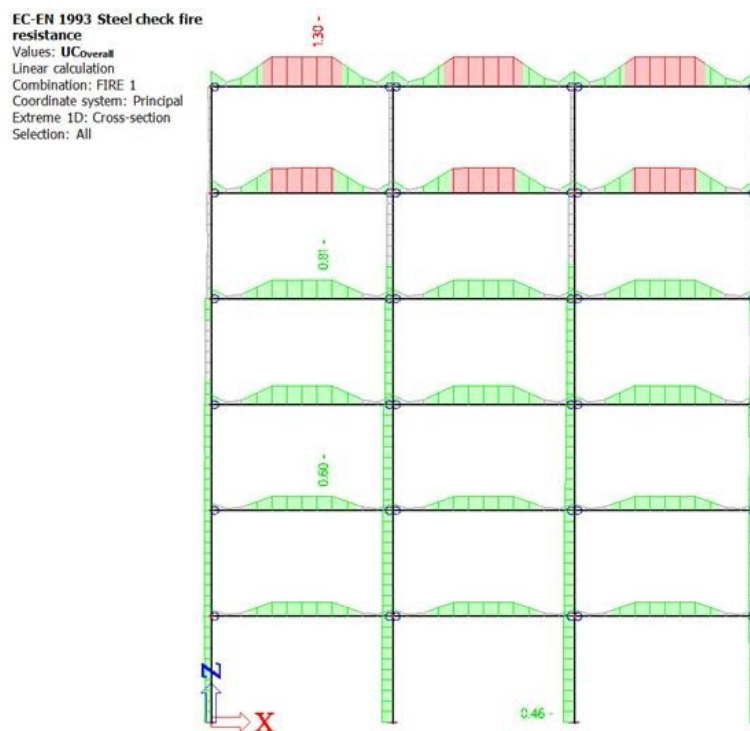 EC-EN 1993 Steel check fire
resistance
Values: UCOverall
Linear calculation
Combination: FIRE 1
Coordinate system: Principal
Extreme 1D: Cross-section
Selection: All
1.30 -
0.81 -
0.60 -
0.46 -
Z
X